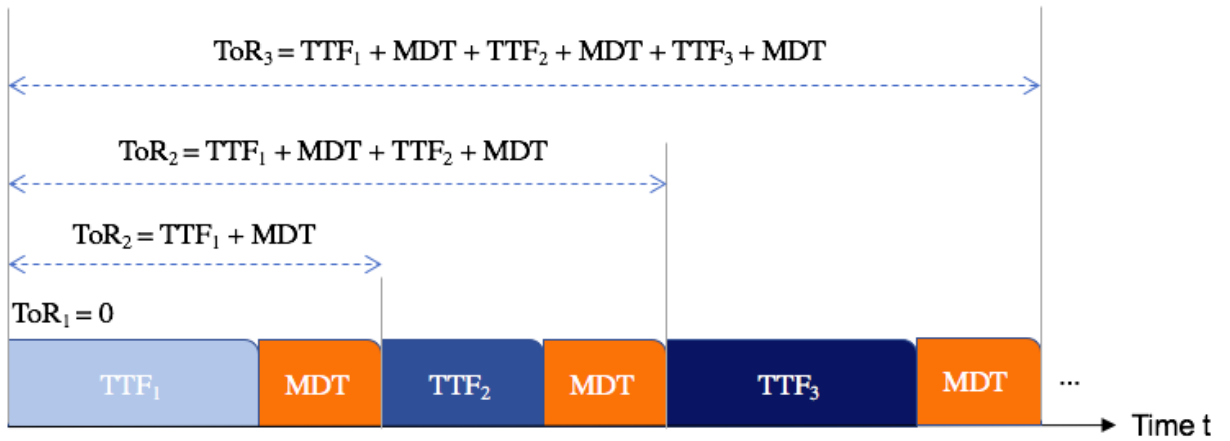 ToR₃ = TTF₁ + MDT + TTF₂ + MDT + TTF₃ + MDT
ToR₂ = TTF₁ + MDT + TTF₂ + MDT
ToR₂ = TTF₁ + MDT
ToR₁ = 0
TTF₁ MDT TTF₂ MDT TTF₃ MDT ...
Time t